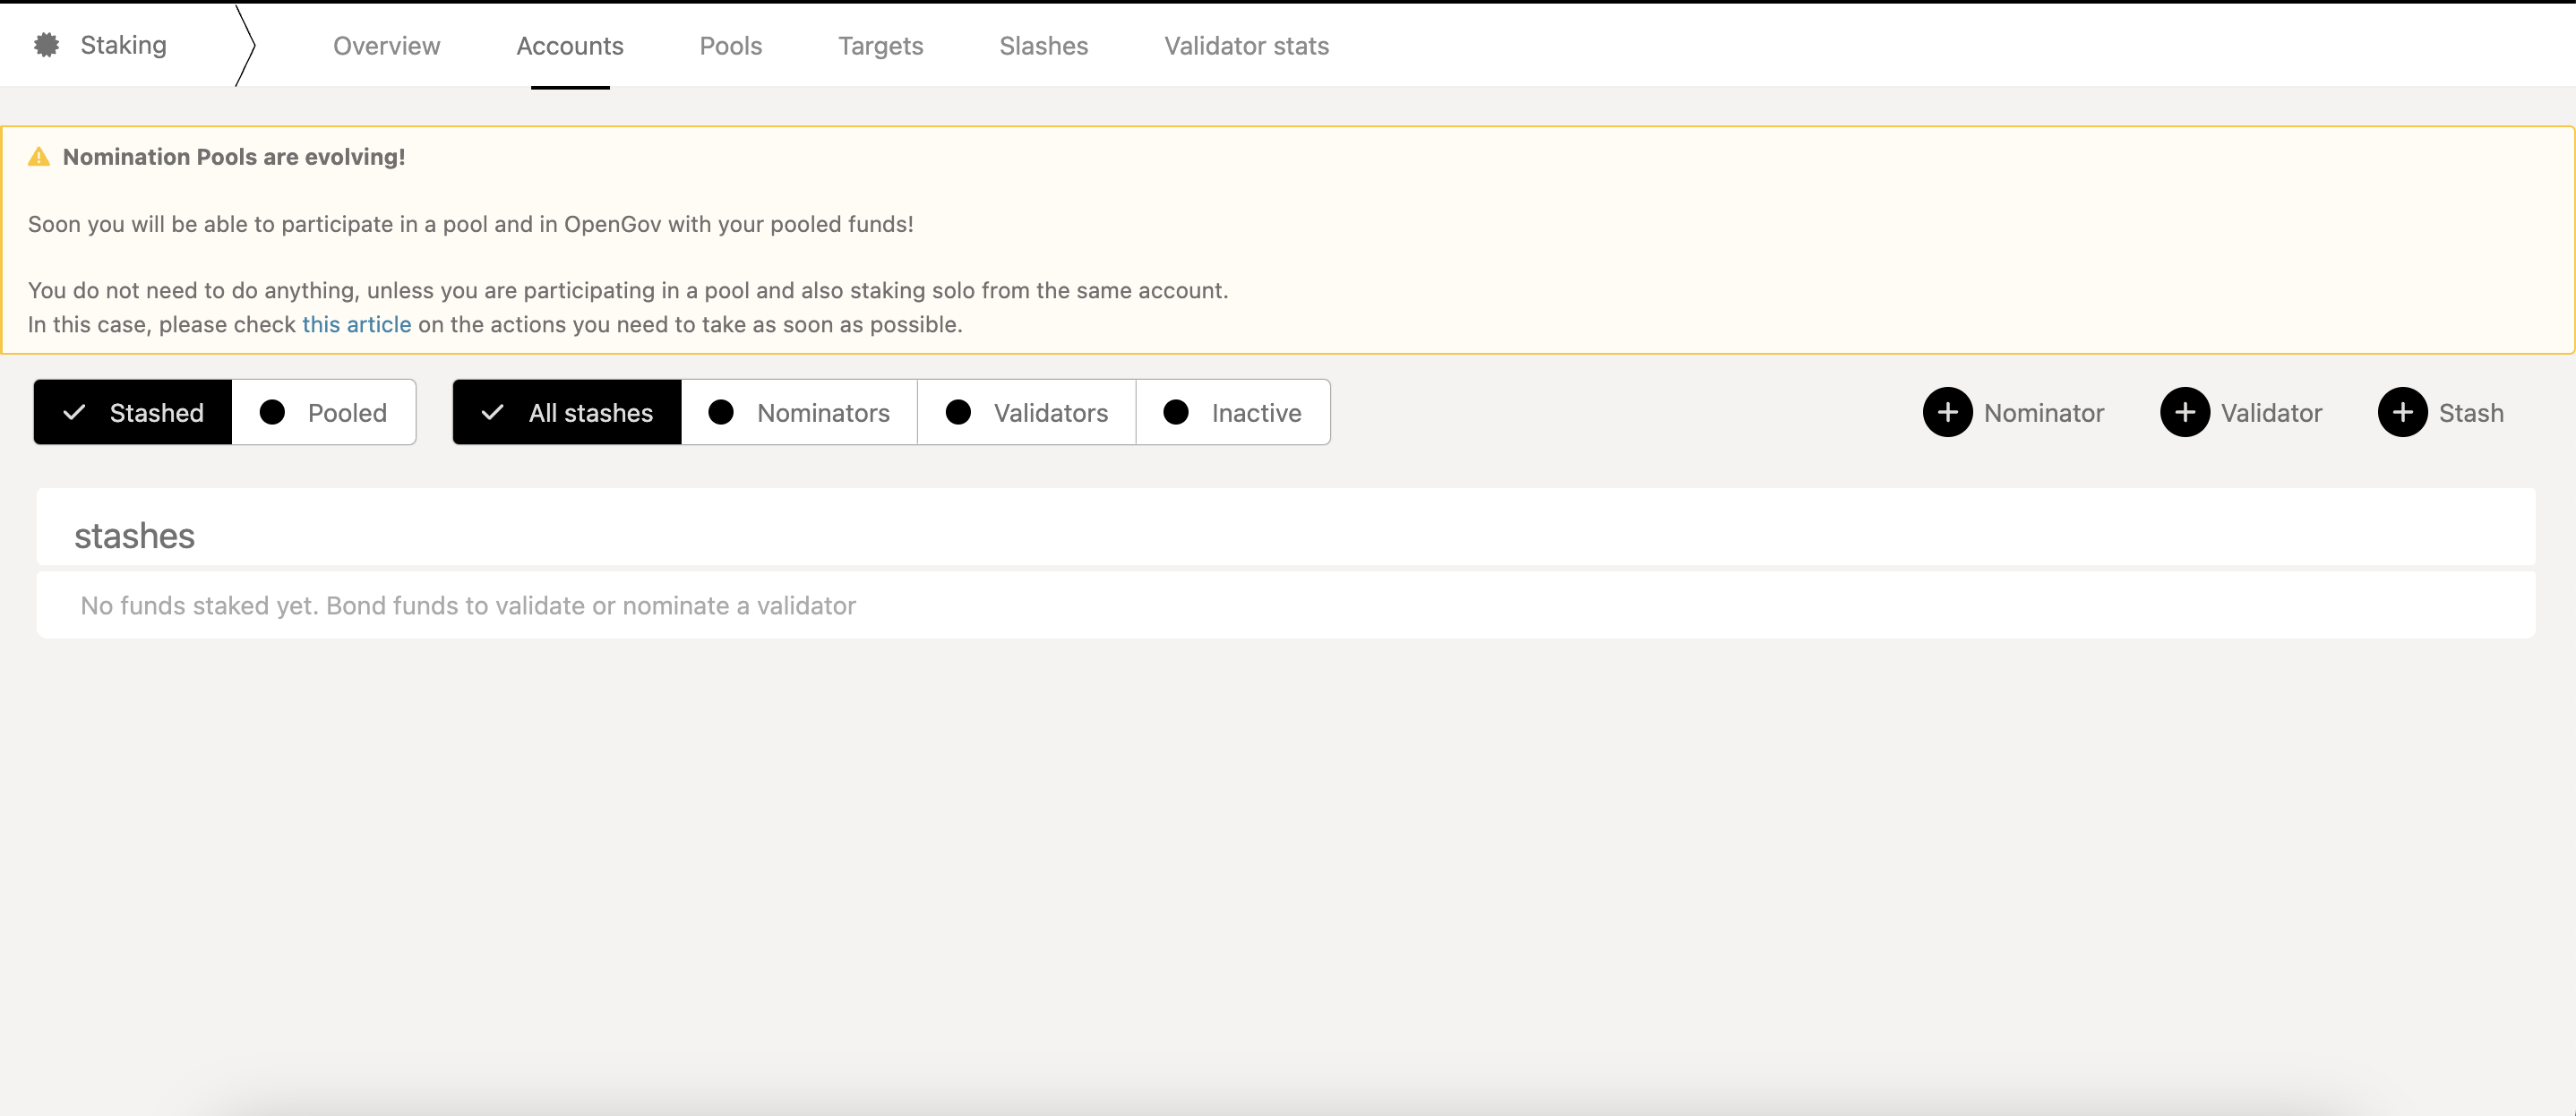 Staking
Overview
Accounts
Pools
Targets
Slashes
Validator stats
Nomination Pools are evolving!
Soon you will be able to participate in a pool and in OpenGov with your pooled funds!
You do not need to do anything, unless you are participating in a pool and also staking solo from the same account.
In this case, please check this article on the actions you need to take as soon as possible.
Stashed
Pooled
All stashes
Nominators
Validators
Inactive
Nominator
Validator
Stash
stashes
No funds staked yet. Bond funds to validate or nominate a validator